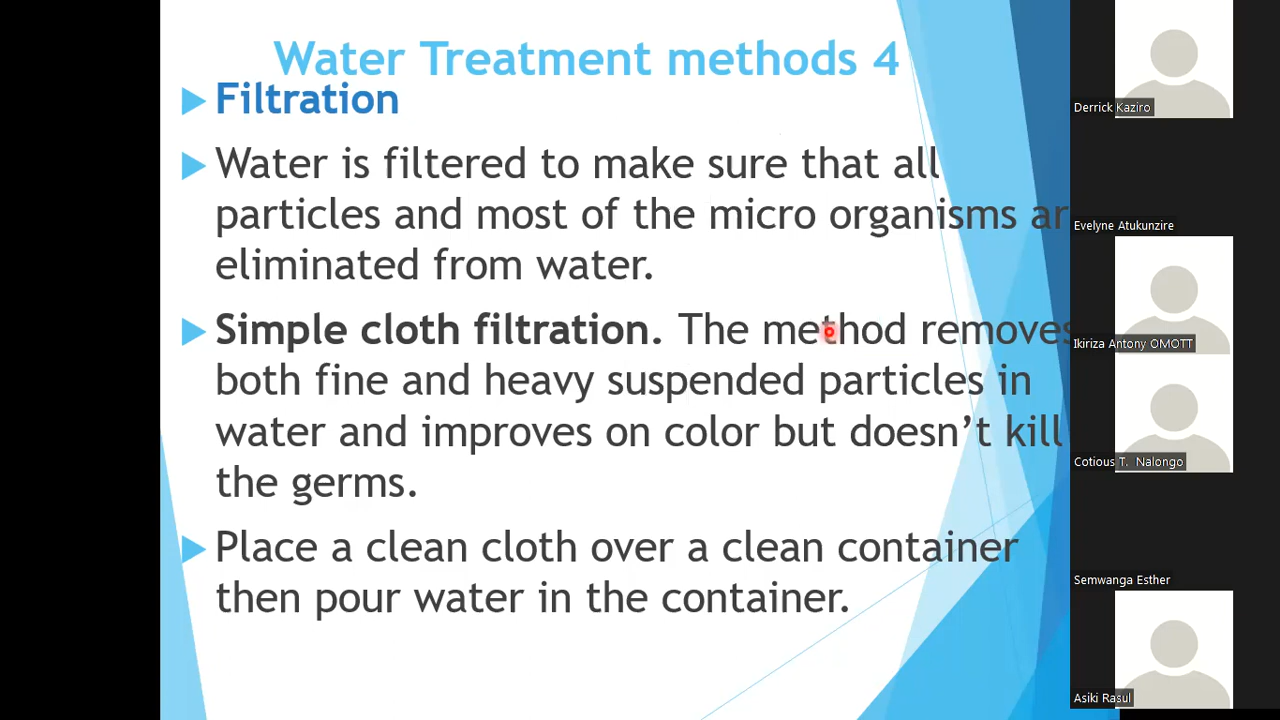 Water Treatment methods 4
Filtration
Water is filtered to make sure that all
particles and most of the micro organisms ar
eliminated from water.
Simple cloth filtration. The method removes
both fine and heavy suspended particles in
water and improves on color but doesn’t kill
the germs.
Place a clean cloth over a clean container
then pour water in the container.
Derrick Kaziro
Evelyne Atukunzire
Ikiriza Antony OMOTT
Cotious T. Nalongo
Semwanga Esther
Asiki Rasul